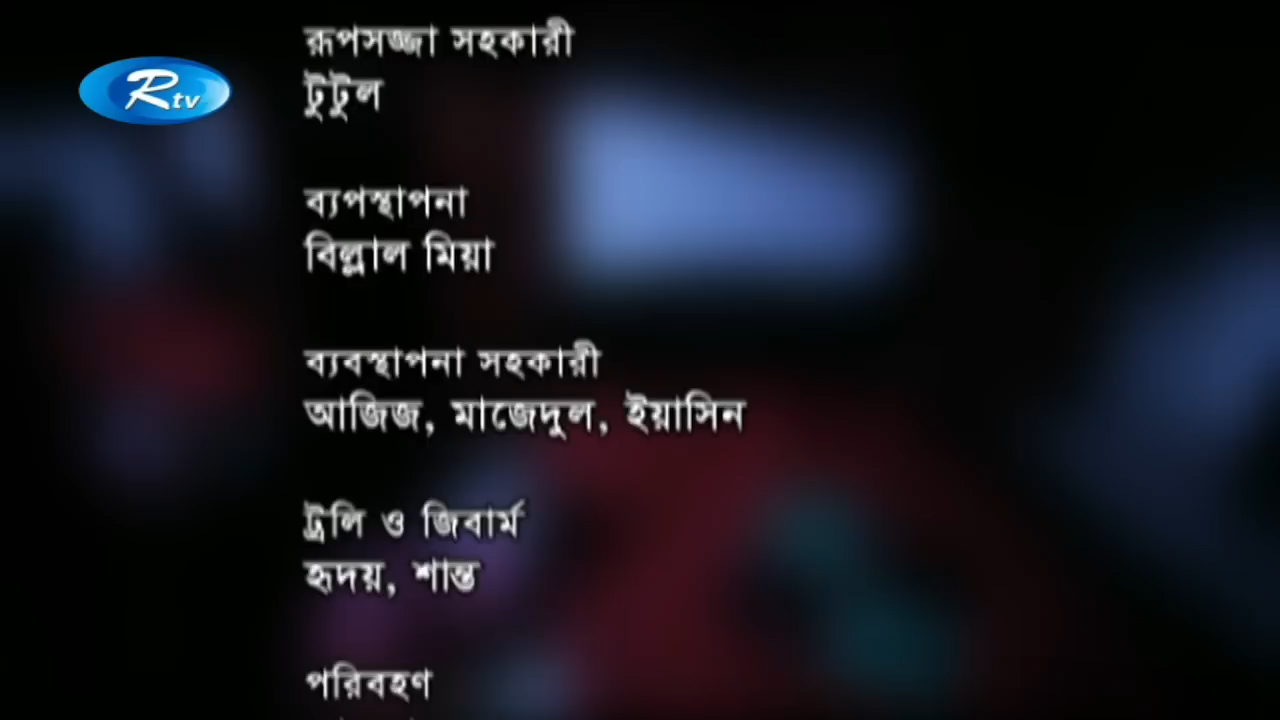 রূপসজ্জা সহকারী
Rtv
টুটুল
ব্যপস্থাপনা
বিল্লাল মিয়া
ব্যবস্থাপনা সহকারী
আজিজ, মাজেদুল, ইয়াসিন
ট্রলি ও জিবার্ম
হৃদয়, শান্ত
পরিবহণ